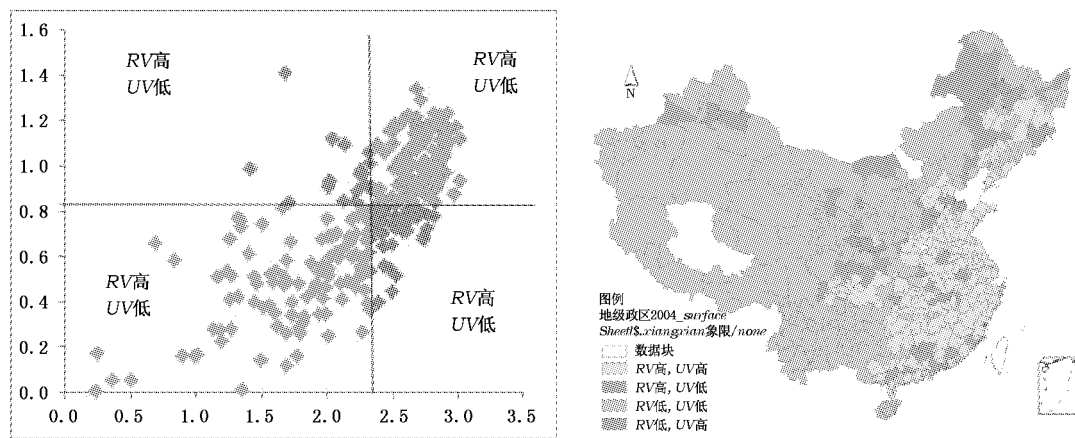 1.6
1.4
1.2
1.0
0.8
0.6
0.4
0.2
0.0
0.0 0.5 1.0 1.5 2.0 2.5 3.0 3.5
RV高
UV低
RV高
UV低
RV高
UV低
RV高
UV低
N
图例
地级政区2004_surface
Sheet1$.xiangxian象限/none
数据块
RV高, UV高
RV高, UV低
RV低, UV低
RV低, UV高